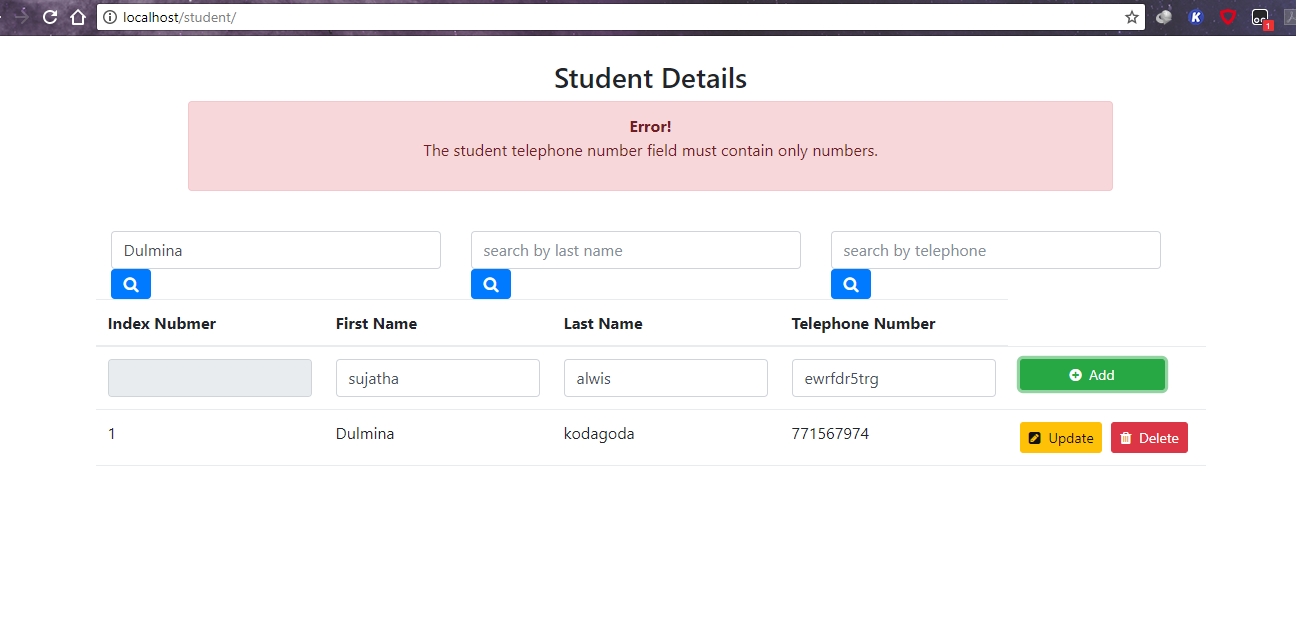 localhost/student/
K
1
Student Details
Error!
The student telephone number field must contain only numbers.
Dulmina search by last name search by telephone
Index Nubmer First Name Last Name Telephone Number
sujatha alwis ewrfdr5trg Add
1 Dulmina kodagoda 771567974 Update Delete